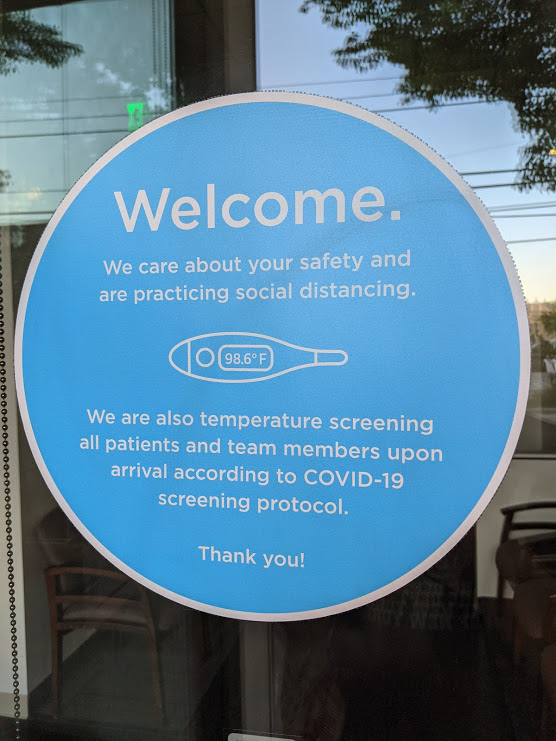 Welcome.
We care about your safety and
are practicing social distancing.
98.6°F
We are also temperature screening
all patients and team members upon
arrival according to COVID-19
screening protocol.
Thank you!